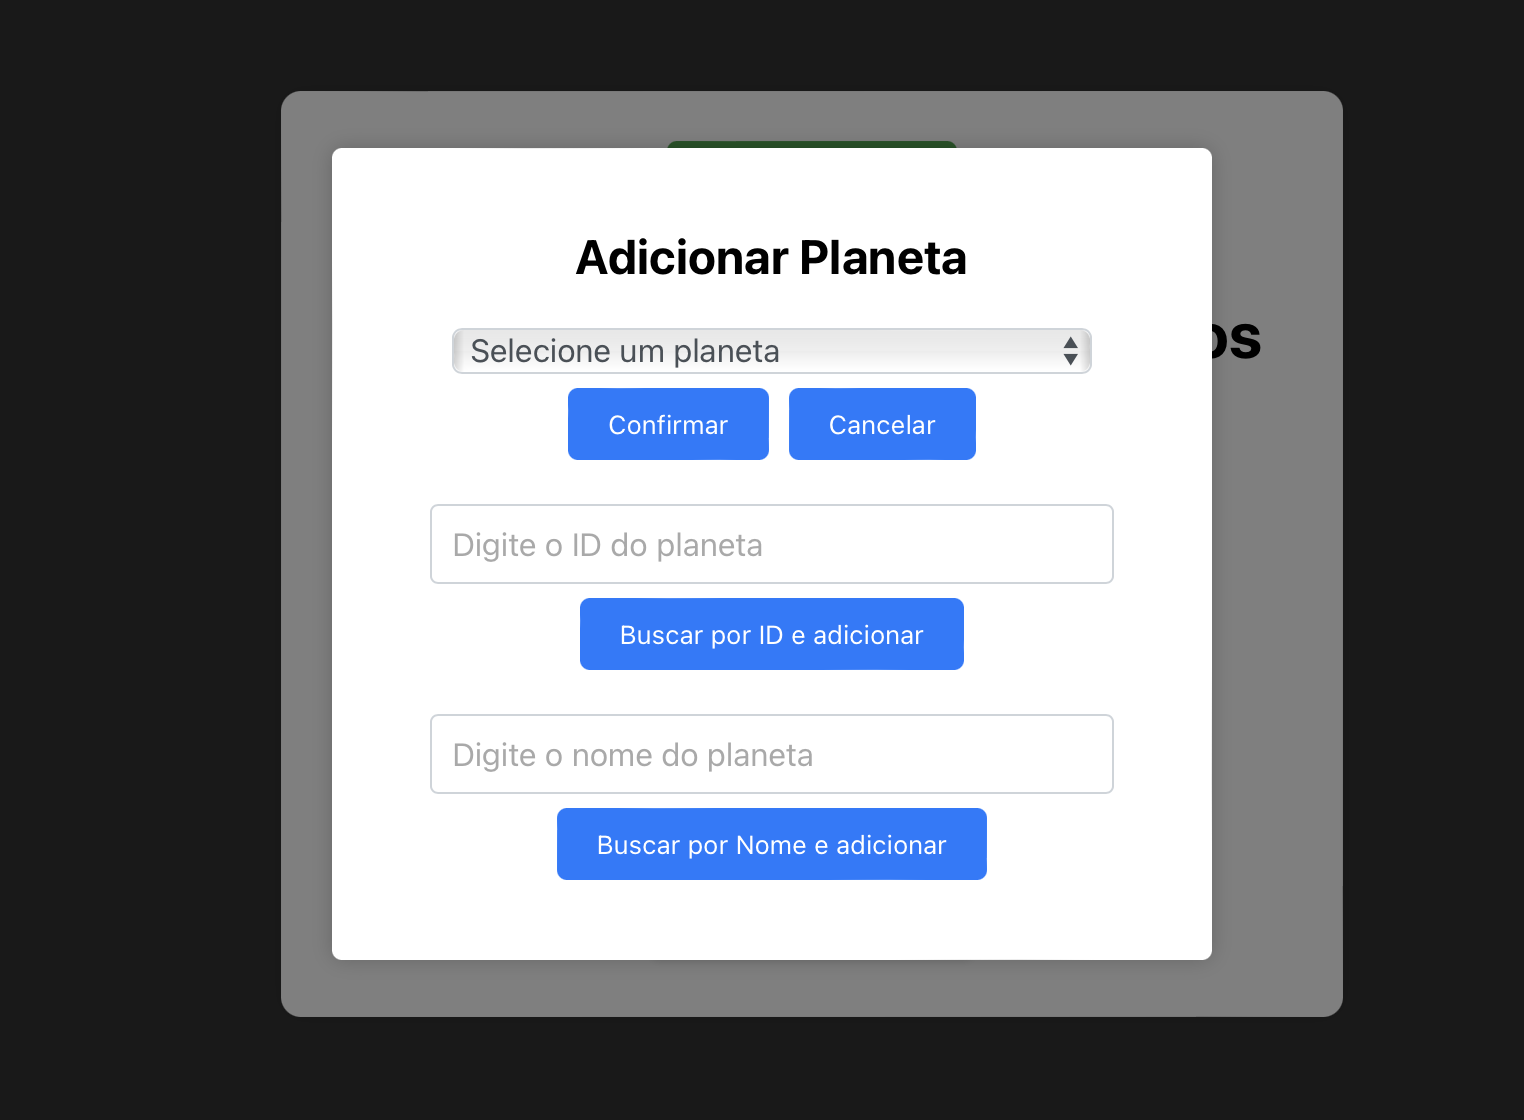 Adicionar Planeta
Selecione um planeta
Confirmar
Cancelar
Digite o ID do planeta
Buscar por ID e adicionar
Digite o nome do planeta
Buscar por Nome e adicionar